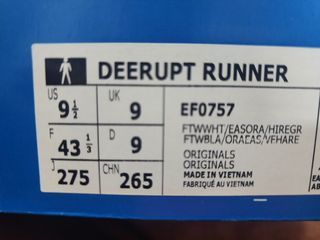 DEERUPT RUNNER
US 9 1/2 UK 9
F 43 1/3 D 9
J 275 CHN 265
EF0757
FTWWHT/EASORA/HIREGR
FTWBLA/ORAEAS/VEHARE
ORIGINALS
ORIGINALS
MADE IN VIETNAM
FABRIQUÉ AU VIETNAM